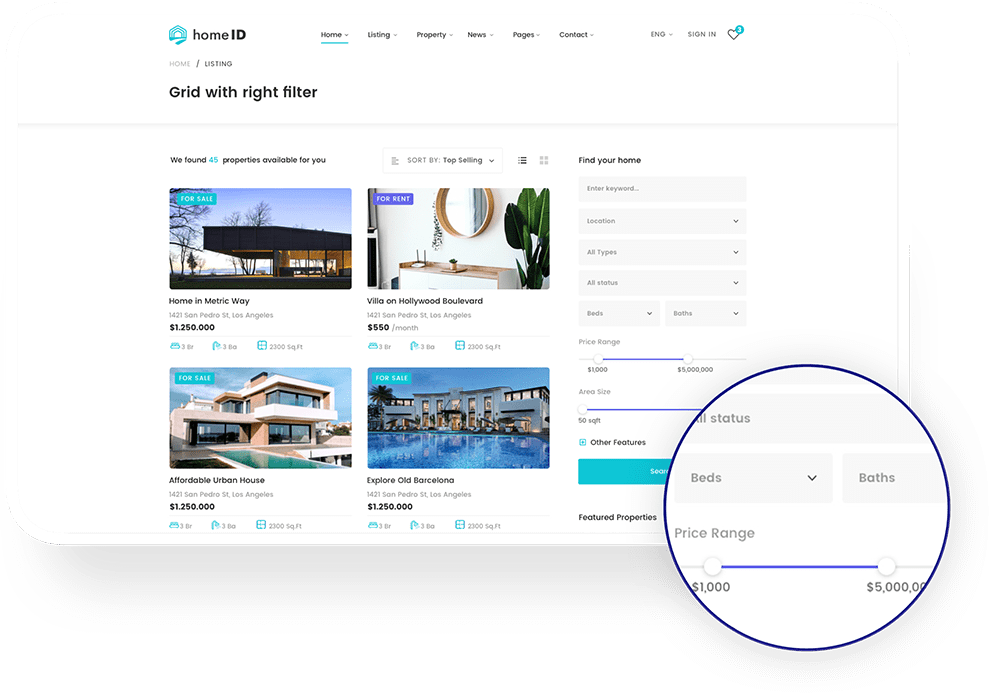 homeID
Home Listing Property News Pages Contact ENG SIGN IN 3
HOME / LISTING
Grid with right filter
We found 45 properties available for you
SORT BY: Top Selling
FOR SALE
Home in Metric Way
1421 San Pedro St, Los Angeles
$1.250.000
3 Br 3 Ba 2300 Sq.Ft
FOR RENT
Villa on Hollywood Boulevard
1421 San Pedro St, Los Angeles
$550 /month
3 Br 3 Ba 2300 Sq.Ft
FOR SALE
Affordable Urban House
1421 San Pedro St, Los Angeles
$1.250.000
3 Br 3 Ba 2300 Sq.Ft
FOR SALE
Explore Old Barcelona
1421 San Pedro St, Los Angeles
$1.250.000
3 Br 3 Ba 2300 Sq.Ft
Find your home
Enter keyword...
Location
All Types
All status
Beds Baths
Price Range
$1,000 $5,000,000
Area Size
50 sqft
Other Features
Sear
Featured Properties
ll status
Beds Baths
Price Range
$1,000 $5,000,00